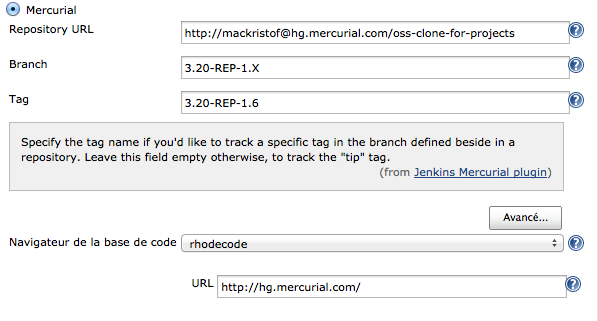 Mercurial
Repository URL
http://mackristof@hg.mercurial.com/oss-clone-for-projects
Branch
3.20-REP-1.X
Tag
3.20-REP-1.6
Specify the tag name if you'd like to track a specific tag in the branch defined beside in a
repository. Leave this field empty otherwise, to track the "tip" tag.
(from Jenkins Mercurial plugin)
Avancé...
Navigateur de la base de code
rhodecode
URL
http://hg.mercurial.com/